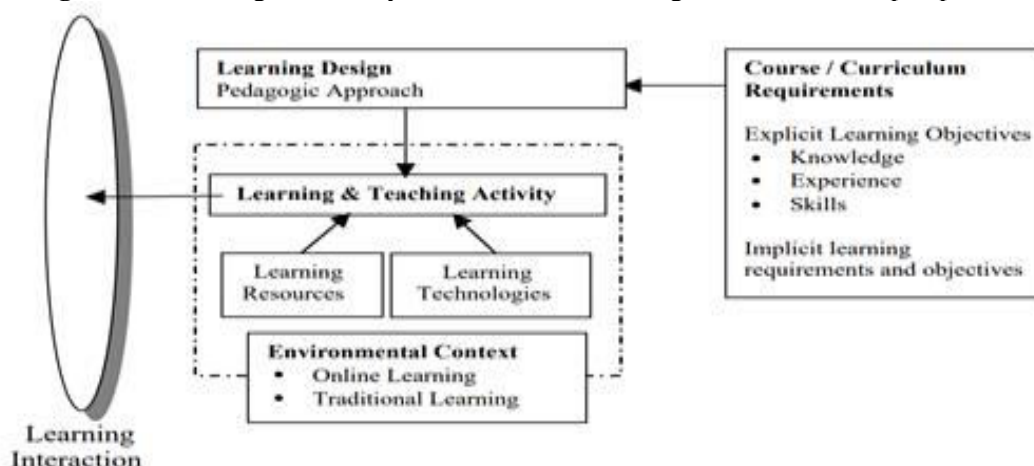 Learning Design
Pedagogic Approach
Course / Curriculum
Requirements
Explicit Learning Objectives
• Knowledge
• Experience
• Skills
Implicit learning
requirements and objectives
Learning & Teaching Activity
Learning
Resources
Learning
Technologies
Environmental Context
• Online Learning
• Traditional Learning
Learning
Interaction